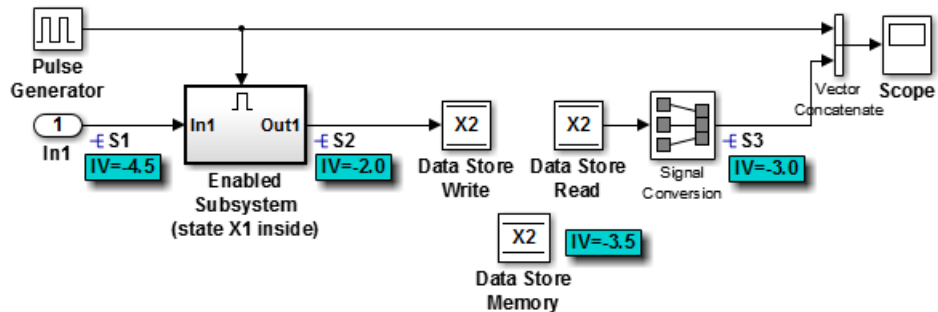 Pulse
Generator
1
In1
S1
IV=-4.5
In1
Out1
Enabled
Subsystem
(state X1 inside)
S2
IV=-2.0
X2
Data Store
Write
X2
Data Store
Read
Signal
Conversion
S3
IV=-3.0
Vector
Concatenate
Scope
X2
IV=-3.5
Data Store
Memory